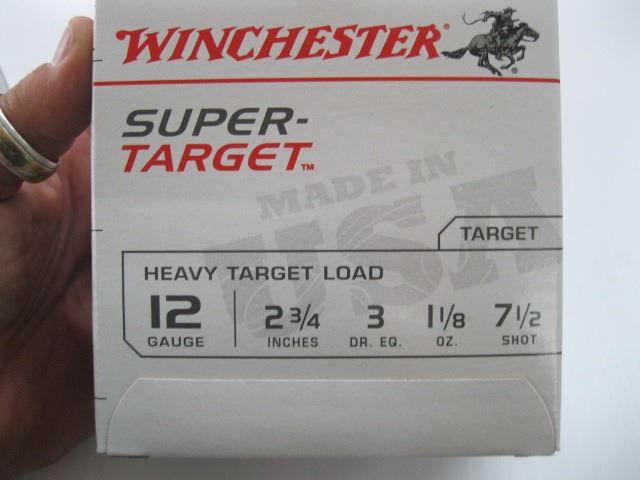 WINCHESTER®
SUPER-
TARGET™
MADE IN
USA
TARGET
HEAVY TARGET LOAD
12 2 3/4 3 1 1/8 7 1/2
GAUGE INCHES DR. EQ. OZ. SHOT